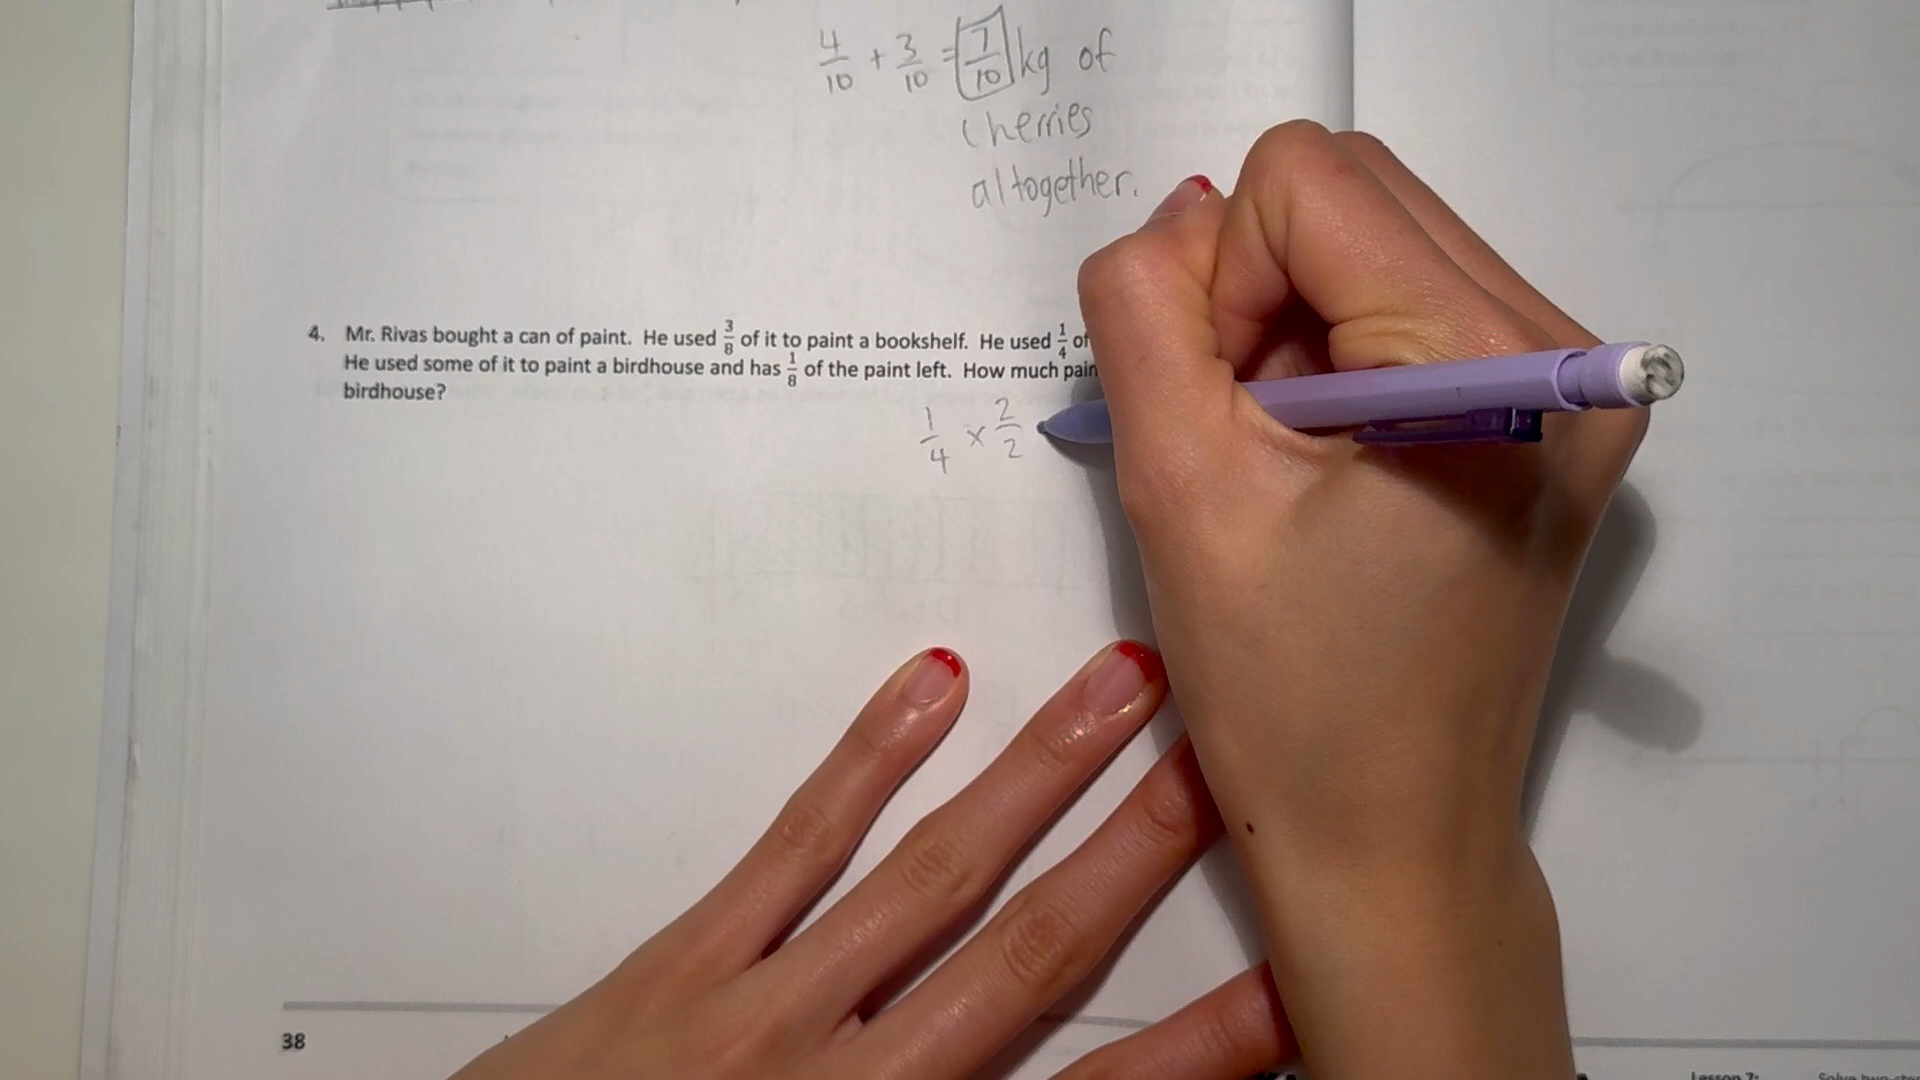 4/10 + 3/10 = 7/10 kg of
cherries
altogether.
4. Mr. Rivas bought a can of paint. He used 3/8 of it to paint a bookshelf. He used 1/4 of
He used some of it to paint a birdhouse and has 1/8 of the paint left. How much
birdhouse?
1/4 × 2/2
38
Lesson 7: